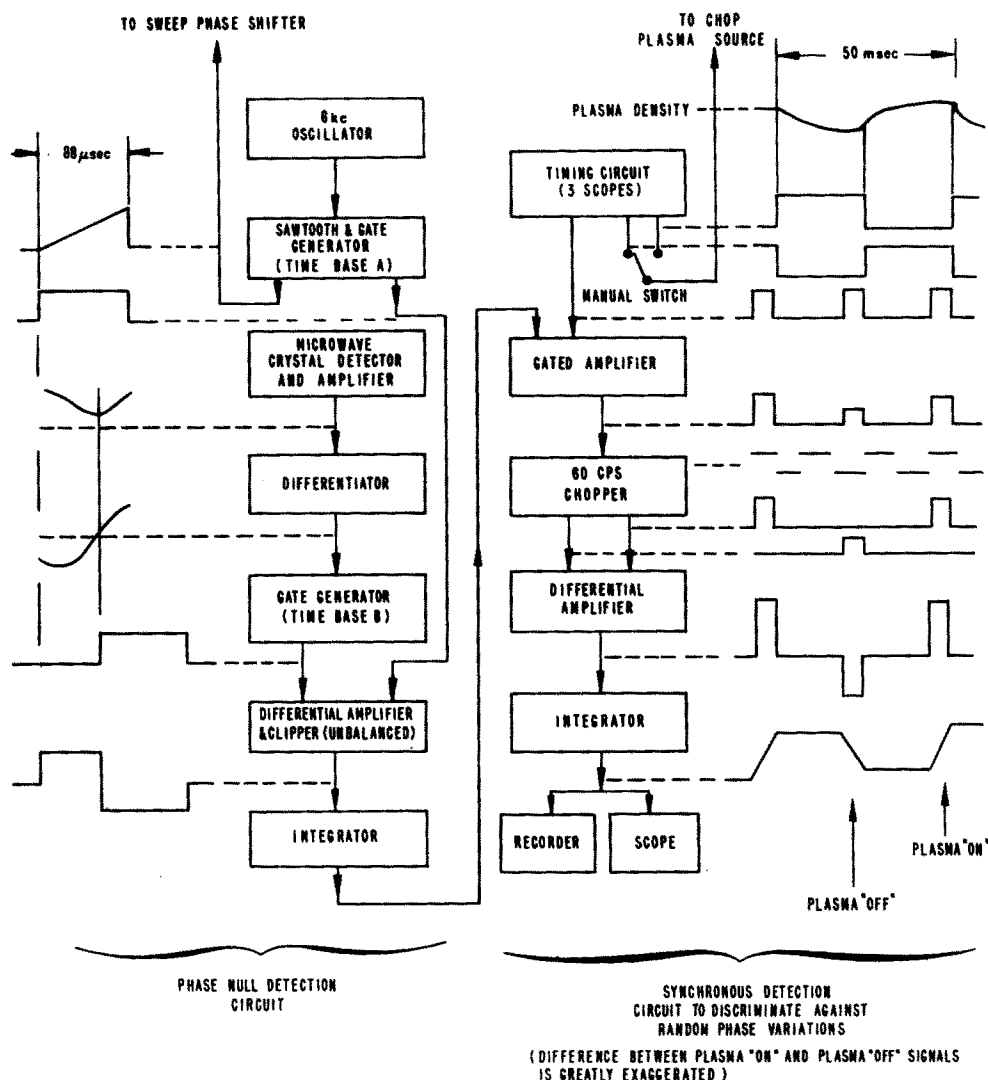 TO SWEEP PHASE SHIFTER
88 μsec
6kc
OSCILLATOR
SAWTOOTH & GATE
GENERATOR
(TIME BASE A)
MICROWAVE
CRYSTAL DETECTOR
AND AMPLIFIER
DIFFERENTIATOR
GATE GENERATOR
(TIME BASE B)
DIFFERENTIAL AMPLIFIER
&CLIPPER (UNBALANCED)
INTEGRATOR
PHASE NULL DETECTION
CIRCUIT
TO CHOP
PLASMA SOURCE
50 msec
PLASMA DENSITY
TIMING CIRCUIT
(3 SCOPES)
MANUAL SWITCH
GATED AMPLIFIER
60 CPS
CHOPPER
DIFFERENTIAL
AMPLIFIER
INTEGRATOR
RECORDER
SCOPE
PLASMA "ON"
PLASMA "OFF"
SYNCHRONOUS DETECTION
CIRCUIT TO DISCRIMINATE AGAINST
RANDOM PHASE VARIATIONS
(DIFFERENCE BETWEEN PLASMA "ON" AND PLASMA "OFF" SIGNALS
IS GREATLY EXAGGERATED)